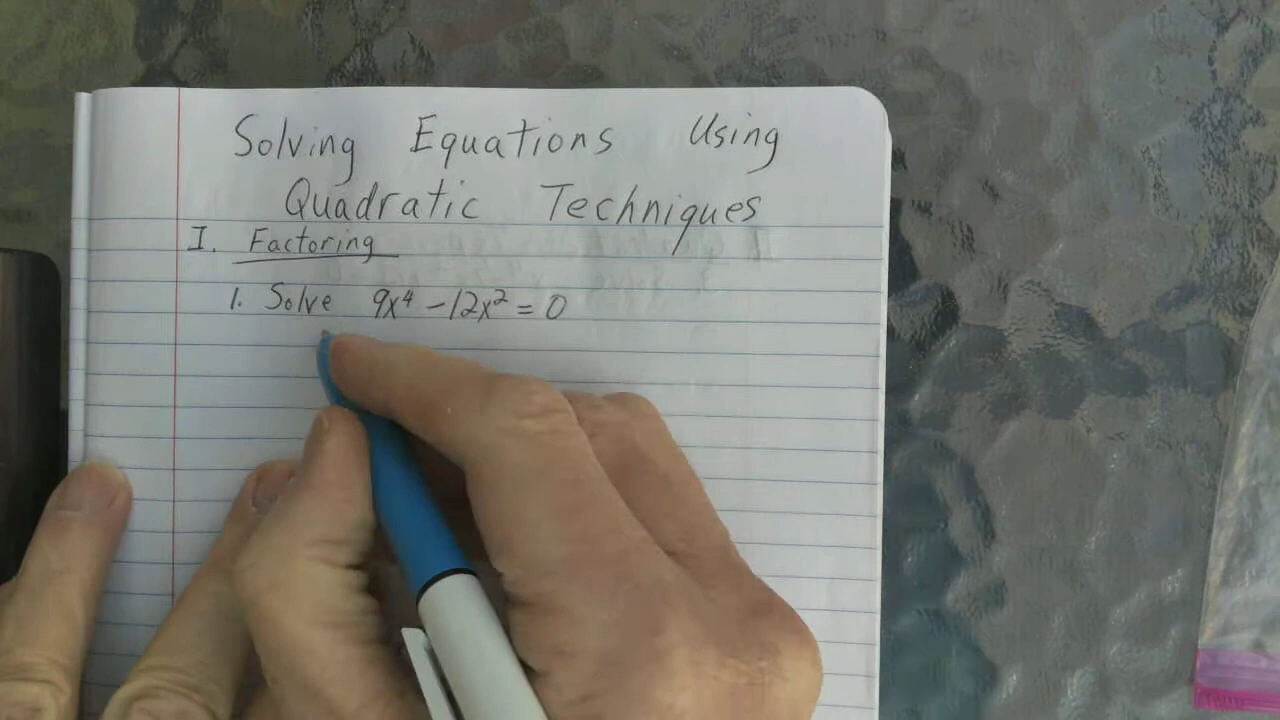 Solving Equations Using
Quadratic Techniques
I. Factoring
1. Solve 9x⁴ -12x² = 0